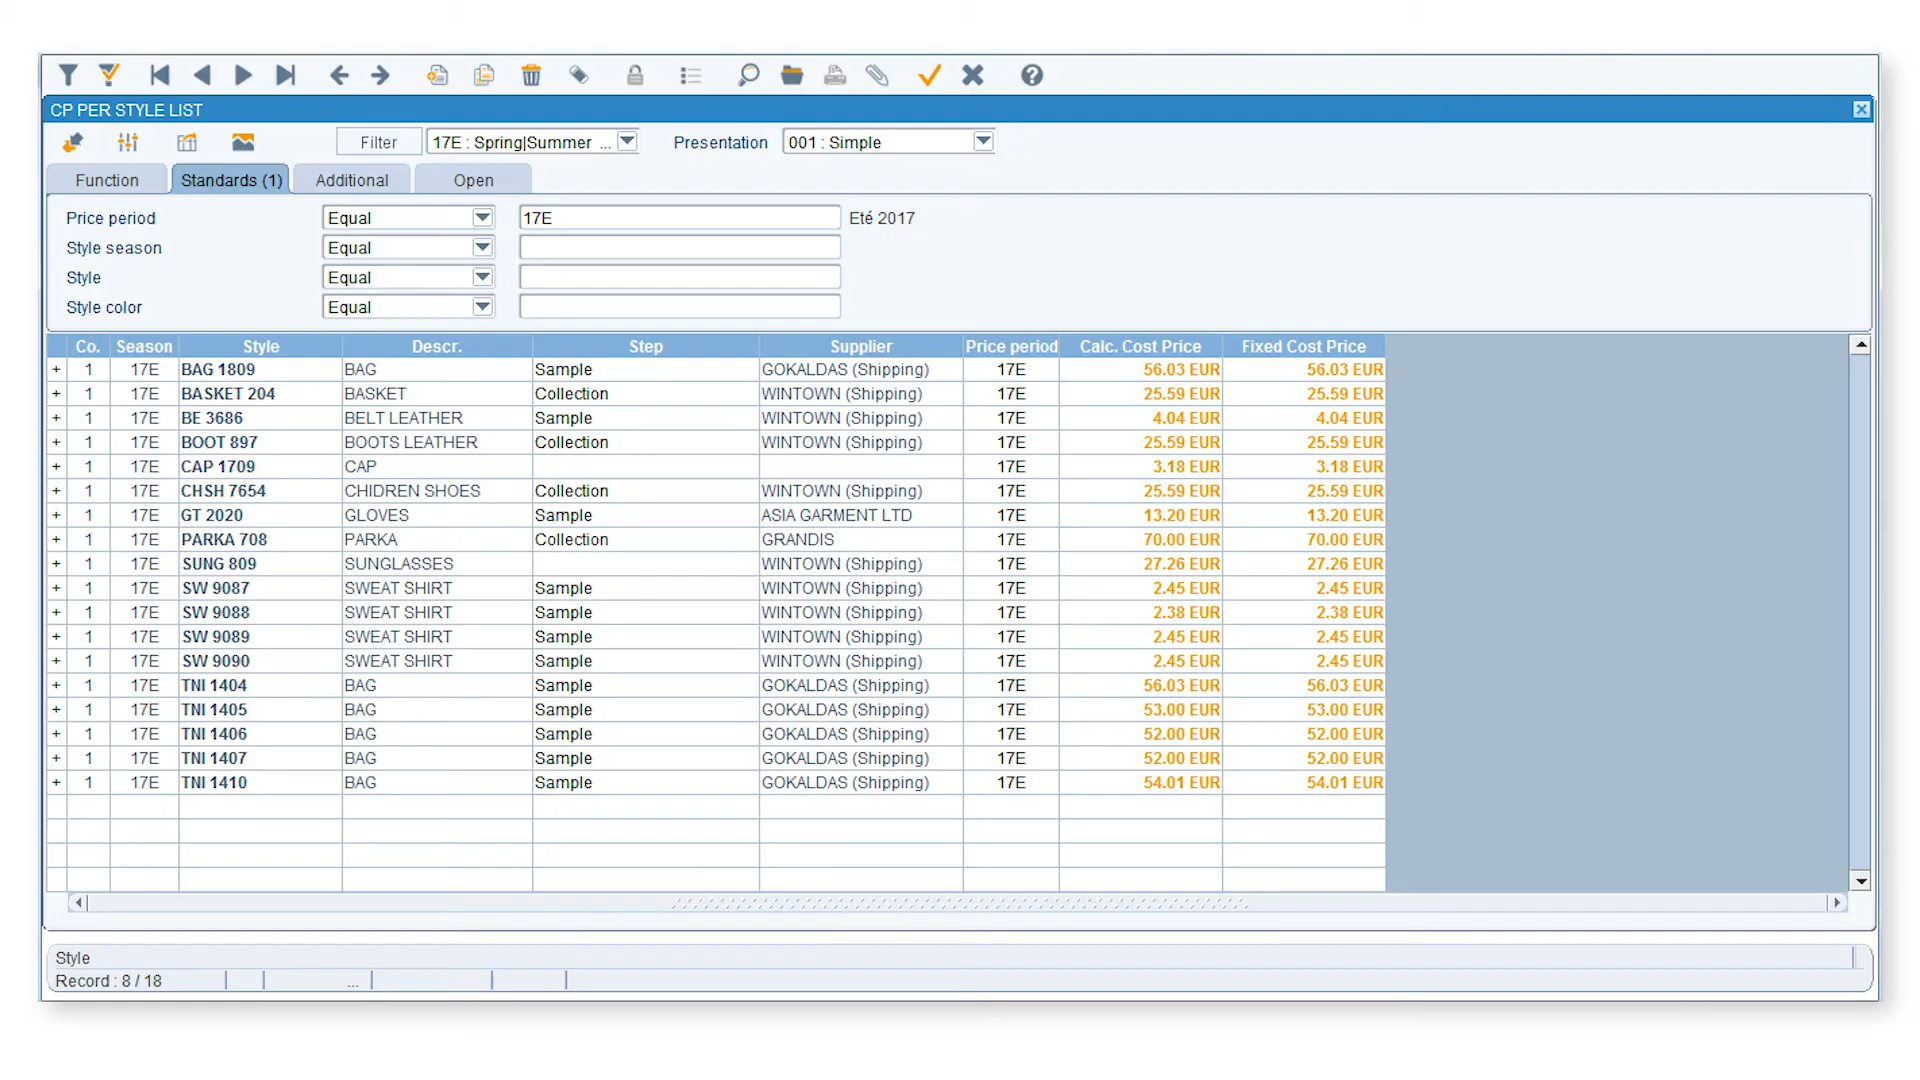 CP PER STYLE LIST
Filter 17E : Spring|Summer ... Presentation 001 : Simple
Function Standards (1) Additional Open
Price period Equal 17E Eté 2017
Style season Equal
Style Equal
Style color Equal
Co. Season Style Descr. Step Supplier Price period Calc. Cost Price Fixed Cost Price
+ 1 17E BAG 1809 BAG Sample GOKALDAS (Shipping) 17E 56.03 EUR 56.03 EUR
+ 1 17E BASKET 204 BASKET Collection WINTOWN (Shipping) 17E 25.59 EUR 25.59 EUR
+ 1 17E BE 3686 BELT LEATHER Sample WINTOWN (Shipping) 17E 4.04 EUR 4.04 EUR
+ 1 17E BOOT 897 BOOTS LEATHER Collection WINTOWN (Shipping) 17E 25.59 EUR 25.59 EUR
+ 1 17E CAP 1709 CAP 17E 3.18 EUR 3.18 EUR
+ 1 17E CHSH 7654 CHIDREN SHOES Collection WINTOWN (Shipping) 17E 25.59 EUR 25.59 EUR
+ 1 17E GT 2020 GLOVES Sample ASIA GARMENT LTD 17E 13.20 EUR 13.20 EUR
+ 1 17E PARKA 708 PARKA Collection GRANDIS 17E 70.00 EUR 70.00 EUR
+ 1 17E SUNG 809 SUNGLASSES WINTOWN (Shipping) 17E 27.26 EUR 27.26 EUR
+ 1 17E SW 9087 SWEAT SHIRT Sample WINTOWN (Shipping) 17E 2.45 EUR 2.45 EUR
+ 1 17E SW 9088 SWEAT SHIRT Sample WINTOWN (Shipping) 17E 2.38 EUR 2.38 EUR
+ 1 17E SW 9089 SWEAT SHIRT Sample WINTOWN (Shipping) 17E 2.45 EUR 2.45 EUR
+ 1 17E SW 9090 SWEAT SHIRT Sample WINTOWN (Shipping) 17E 2.45 EUR 2.45 EUR
+ 1 17E TNI 1404 BAG Sample GOKALDAS (Shipping) 17E 56.03 EUR 56.03 EUR
+ 1 17E TNI 1405 BAG Sample GOKALDAS (Shipping) 17E 53.00 EUR 53.00 EUR
+ 1 17E TNI 1406 BAG Sample GOKALDAS (Shipping) 17E 52.00 EUR 52.00 EUR
+ 1 17E TNI 1407 BAG Sample GOKALDAS (Shipping) 17E 52.00 EUR 52.00 EUR
+ 1 17E TNI 1410 BAG Sample GOKALDAS (Shipping) 17E 54.01 EUR 54.01 EUR
Style
Record : 8 / 18 ...